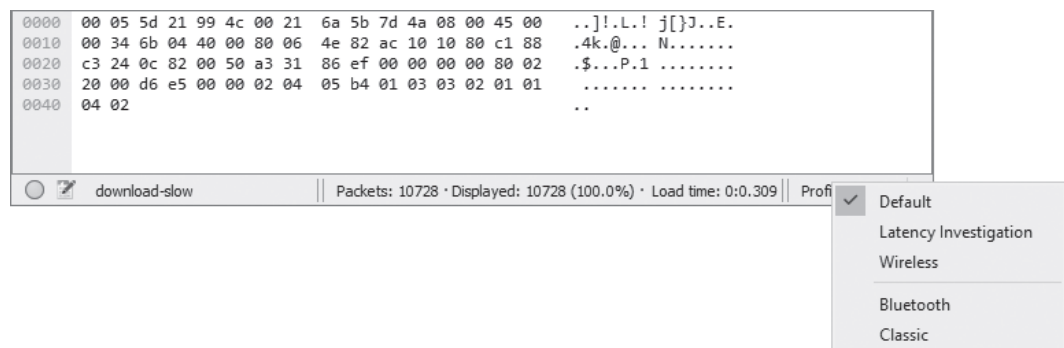 0000 00 05 5d 21 99 4c 00 21 6a 5b 7d 4a 08 00 45 00 ..]!.L.! j[}J..E.
0010 00 34 6b 04 40 00 80 06 4e 82 ac 10 10 80 c1 88 .4k.@... N.......
0020 c3 24 0c 82 00 50 a3 31 86 ef 00 00 00 00 80 02 .$...P.1 ........
0030 20 00 d6 e5 00 00 02 04 05 b4 01 03 03 02 01 01 ....... ........
0040 04 02 ..
download-slow Packets: 10728 · Displayed: 10728 (100.0%) · Load time: 0:0.309 Profi
Default
Latency Investigation
Wireless
Bluetooth
Classic